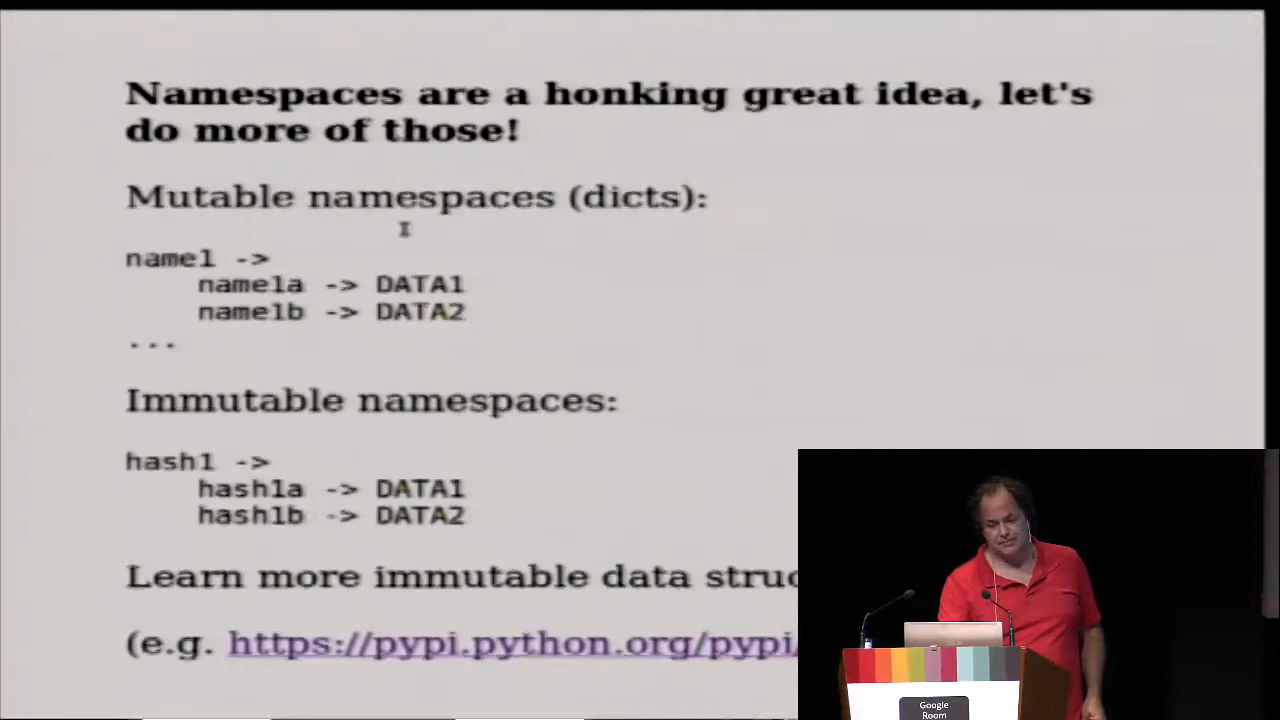 Namespaces are a honking great idea, let's
do more of those!
Mutable namespaces (dicts):
name1 ->
name1a -> DATA1
name1b -> DATA2
...
Immutable namespaces:
hash1 ->
hash1a -> DATA1
hash1b -> DATA2
Learn more immutable data struc
(e.g. https://pypi.python.org/pypi/
Google
Room